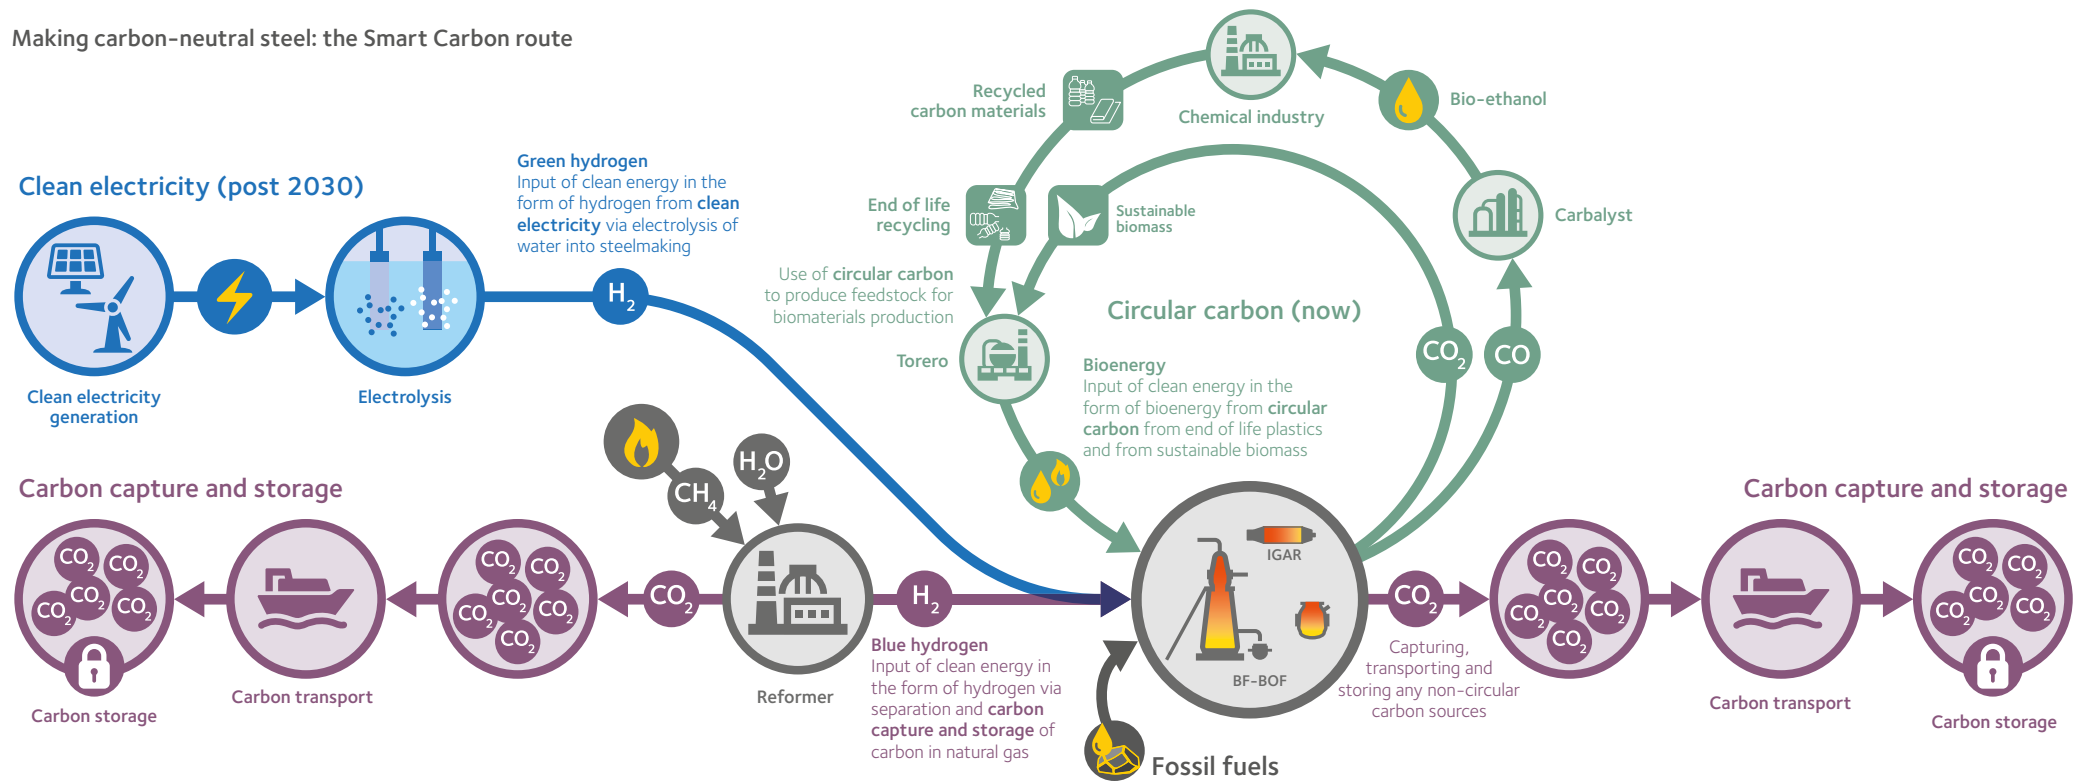 Making carbon-neutral steel: the Smart Carbon route
Clean electricity (post 2030)
Clean electricity
generation
Electrolysis
Green hydrogen
Input of clean energy in the
form of hydrogen from clean
electricity via electrolysis of
water into steelmaking
H2
Recycled
carbon materials
Chemical industry
Bio-ethanol
End of life
recycling
Sustainable
biomass
Carbalyst
Use of circular carbon
to produce feedstock for
biomaterials production
Circular carbon (now)
Torero
CO2
CO
Bioenergy
Input of clean energy in the
form of bioenergy from circular
carbon from end of life plastics
and from sustainable biomass
Carbon capture and storage
CO2
CO2
CO2
CO2
CO2
Carbon storage
Carbon transport
CO2
CO2
CO2
CO2
CO2
CO2
CO2
CH4
H2O
Reformer
H2
Blue hydrogen
Input of clean energy in
the form of hydrogen via
separation and carbon
capture and storage of
carbon in natural gas
IGAR
BF-BOF
Fossil fuels
Carbon capture and storage
CO2
Capturing,
transporting and
storing any non-circular
carbon sources
CO2
CO2
CO2
CO2
CO2
CO2
Carbon transport
CO2
CO2
CO2
CO2
CO2
Carbon storage